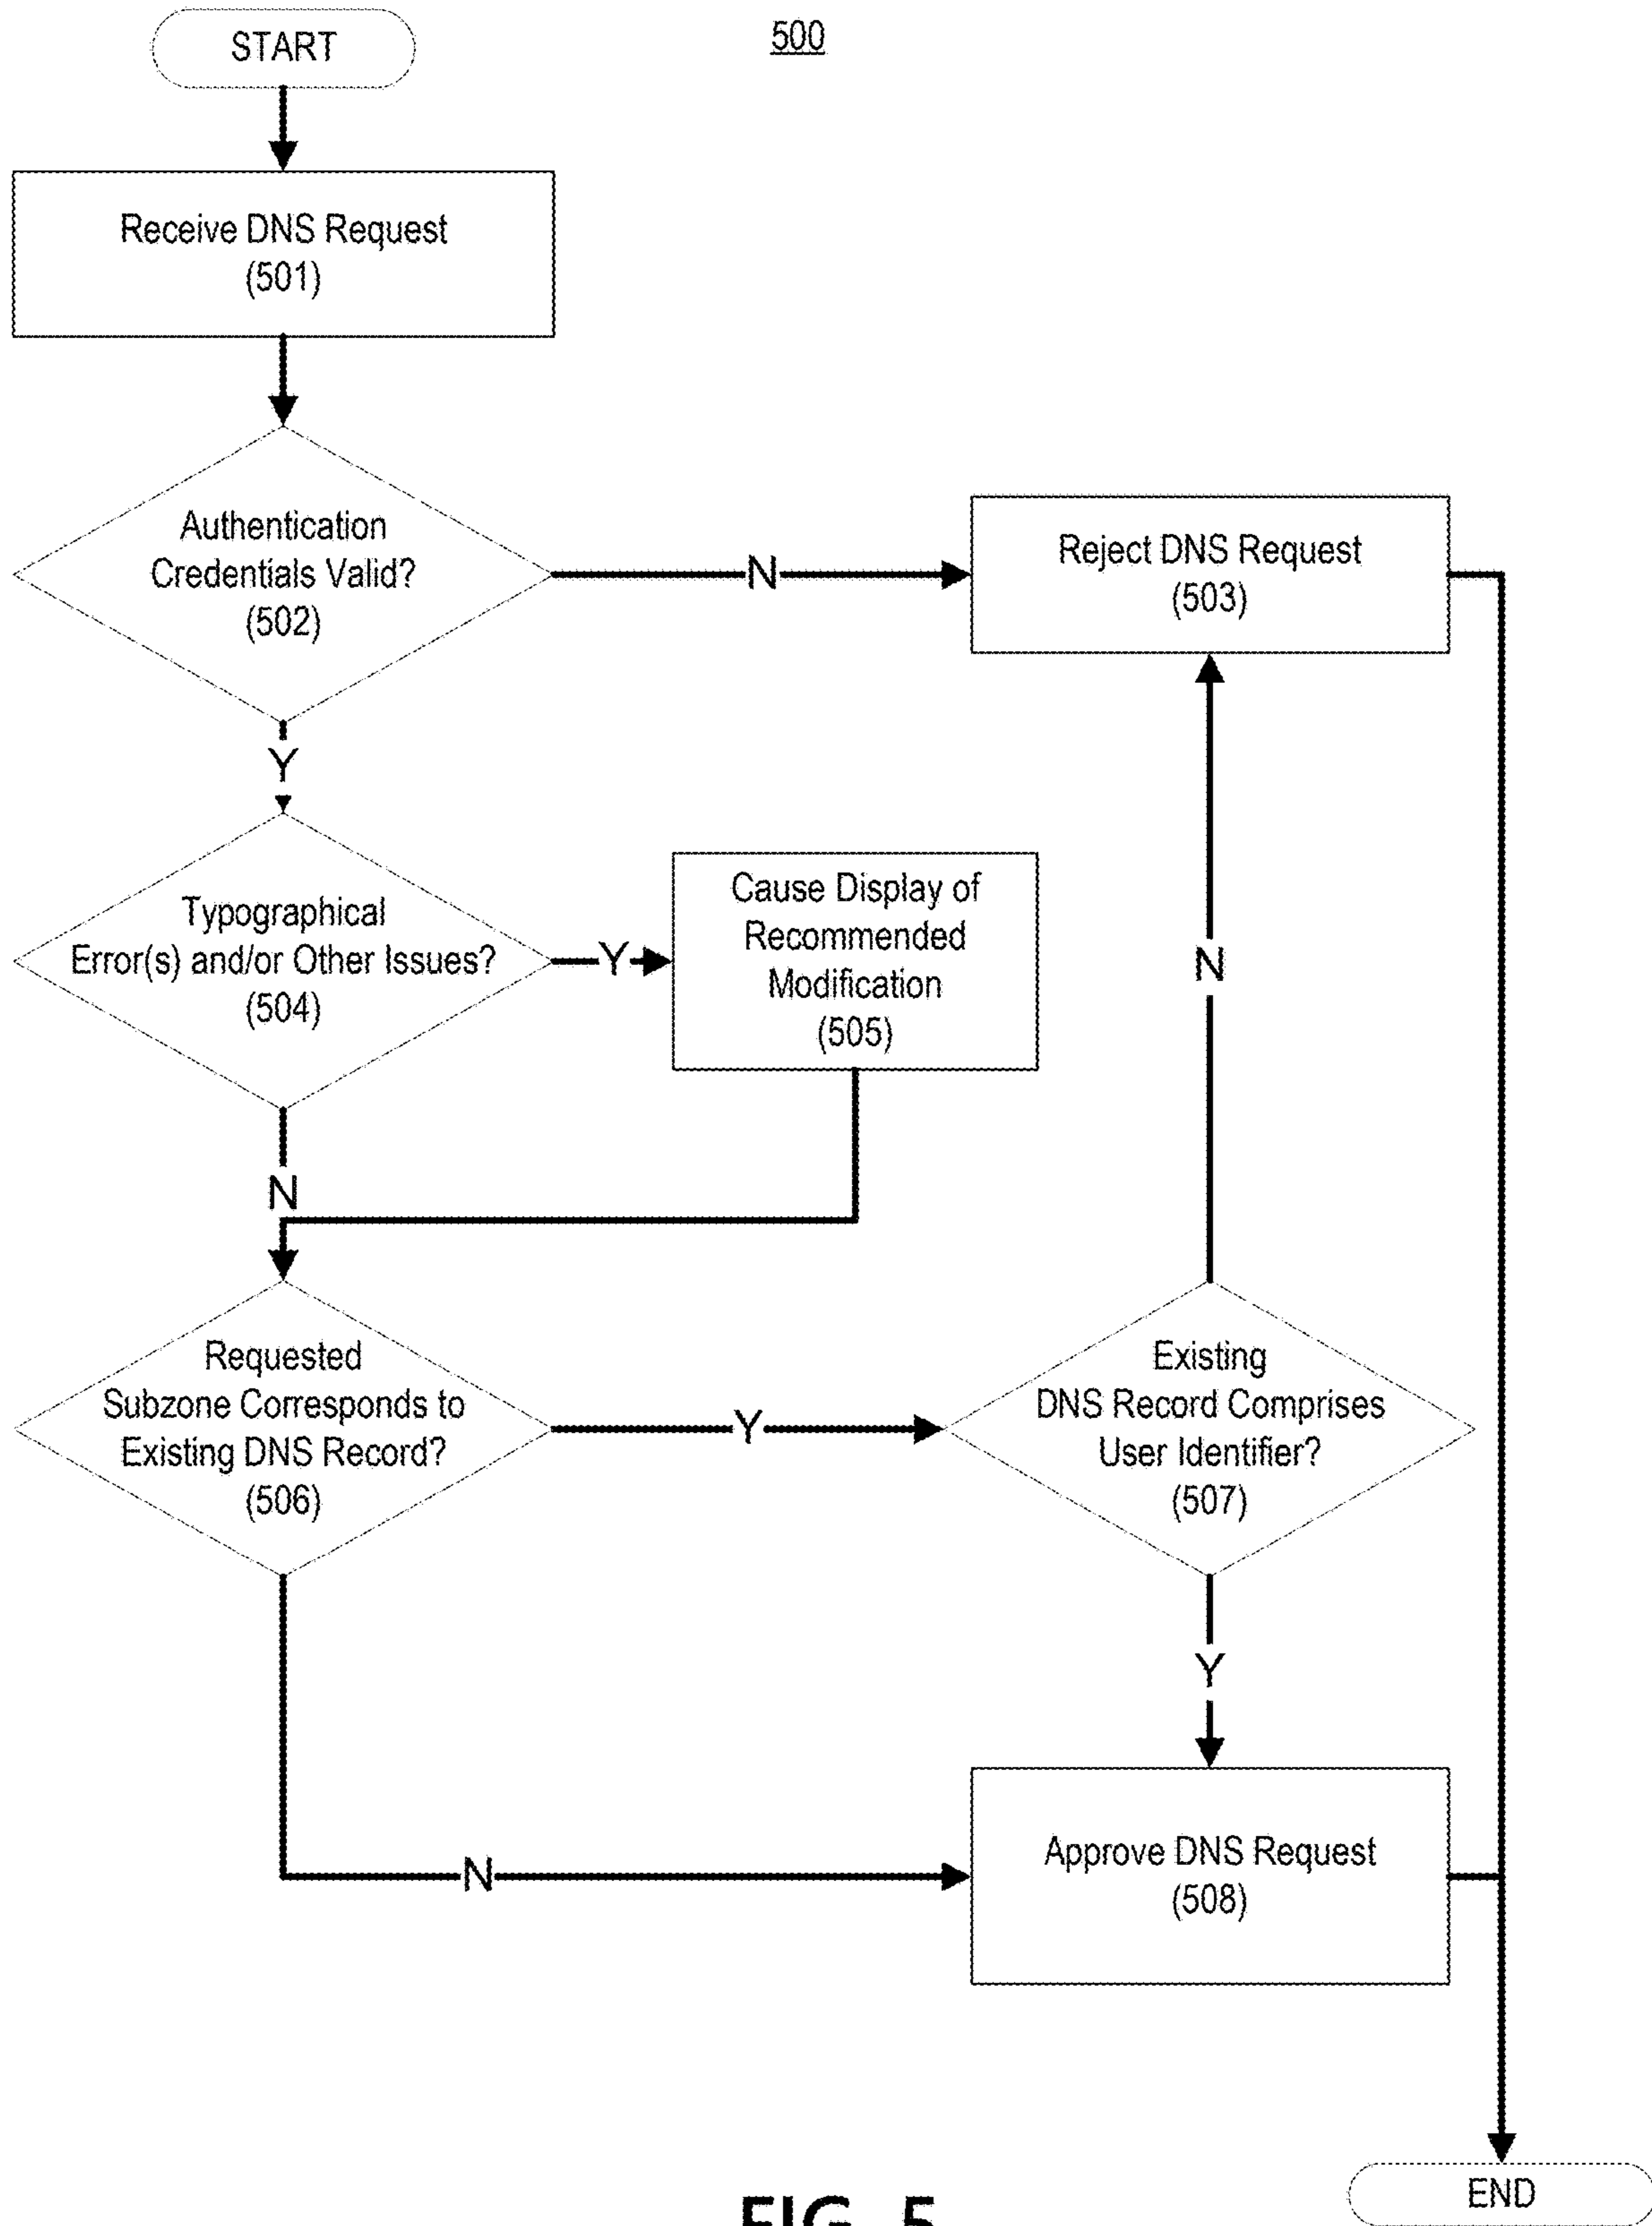 START
500
Receive DNS Request
(501)
Authentication
Credentials Valid?
(502)
N
Reject DNS Request
(503)
Y
Typographical
Error(s) and/or Other Issues?
(504)
Y
Cause Display of
Recommended
Modification
(505)
N
N
Requested
Subzone Corresponds to
Existing DNS Record?
(506)
Y
Existing
DNS Record Comprises
User Identifier?
(507)
Y
N
Approve DNS Request
(508)
END
FIG. 5